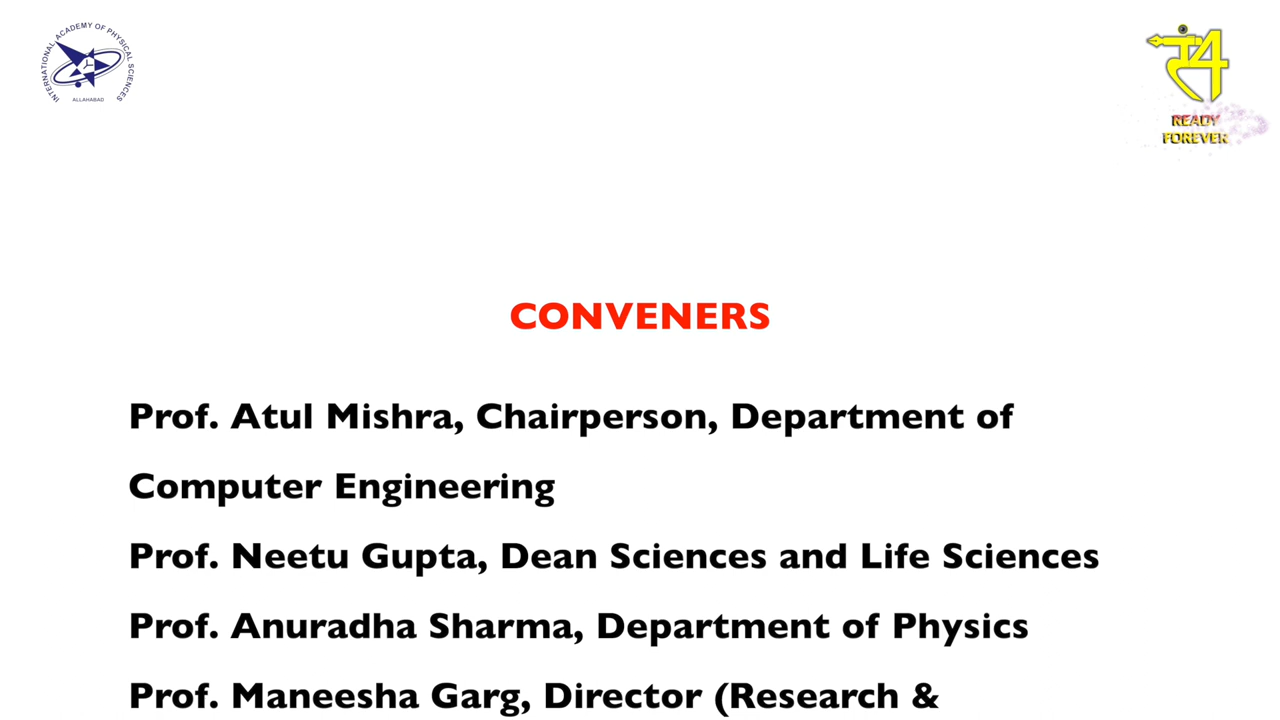 INTERNATIONAL ACADEMY OF PHYSICAL SCIENCES
ALLAHABAD
READY
FOREVER
CONVENERS
Prof. Atul Mishra, Chairperson, Department of
Computer Engineering
Prof. Neetu Gupta, Dean Sciences and Life Sciences
Prof. Anuradha Sharma, Department of Physics
Prof. Maneesha Garg, Director (Research &